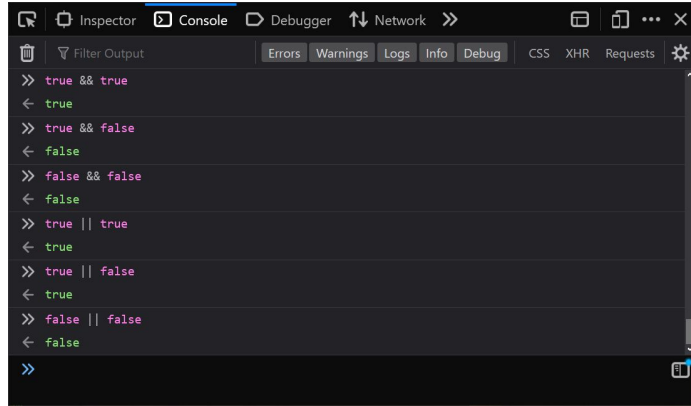 Inspector Console Debugger Network
Filter Output Errors Warnings Logs Info Debug CSS XHR Requests
true && true
true
true && false
false
false && false
false
true || true
true
true || false
true
false || false
false